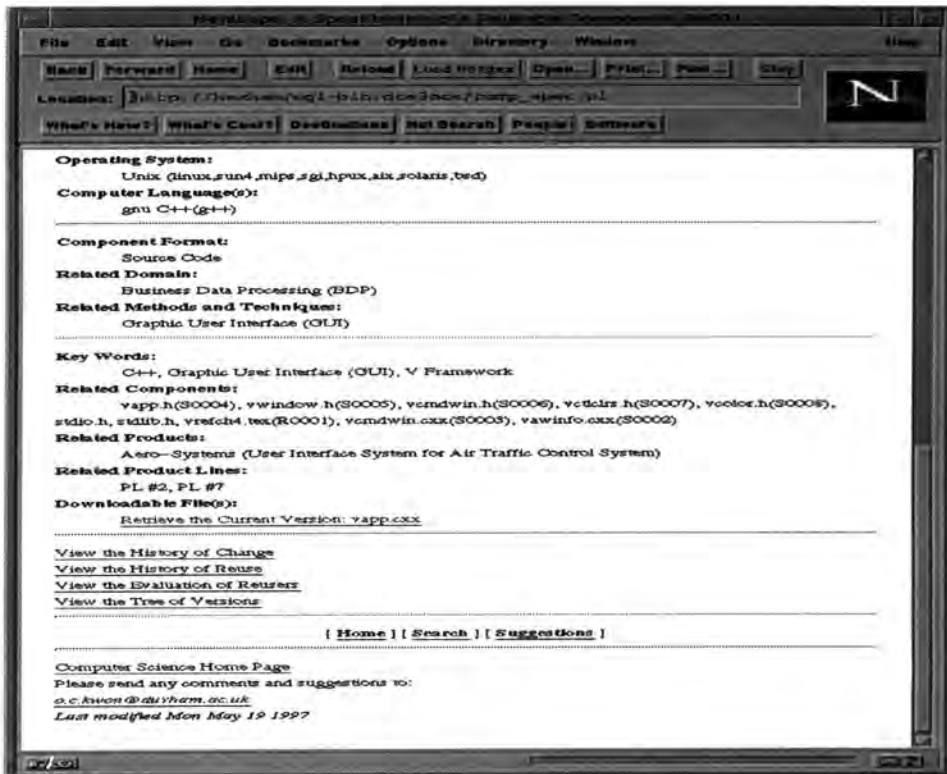 File Edit View Go Bookmarks Options Directory Window Help
Back Forward Home Edit Reload Load Images Open... Print... Find... Stop
Location:
What's New? What's Cool? Destinations Net Search People Software
N
Operating System:
Unix (linux,sun4,mips,sgi,hpux,aix,solaris,bsd)
Computer Language(s):
gnu C++(g++)
Component Format:
Source Code
Related Domain:
Business Data Processing (BDP)
Related Methods and Techniques:
Graphic User Interface (GUI)
Key Words:
C++, Graphic User Interface (GUI), V Framework
Related Components:
vapp.h(S0004), vwindow.h(S0005), vcmdwin.h(S0006), vctlclrs.h(S0007), vcolor.h(S0008),
stdio.h, stdlib.h, vrefch4.tex(R0001), vcmdwin.cxx(S0003), vawinfo.cxx(S0002)
Related Products:
Aero-Systems (User Interface System for Air Traffic Control System)
Related Product Lines:
PL #2, PL #7
Downloadable File(s):
Retrieve the Current Version: vapp.cxx
View the History of Change
View the History of Reuse
View the Evaluation of Reusers
View the Tree of Versions
[ Home ] [ Search ] [ Suggestions ]
Computer Science Home Page
Please send any comments and suggestions to:
o.c.kwon@durham.ac.uk
Last modified Mon May 19 1997